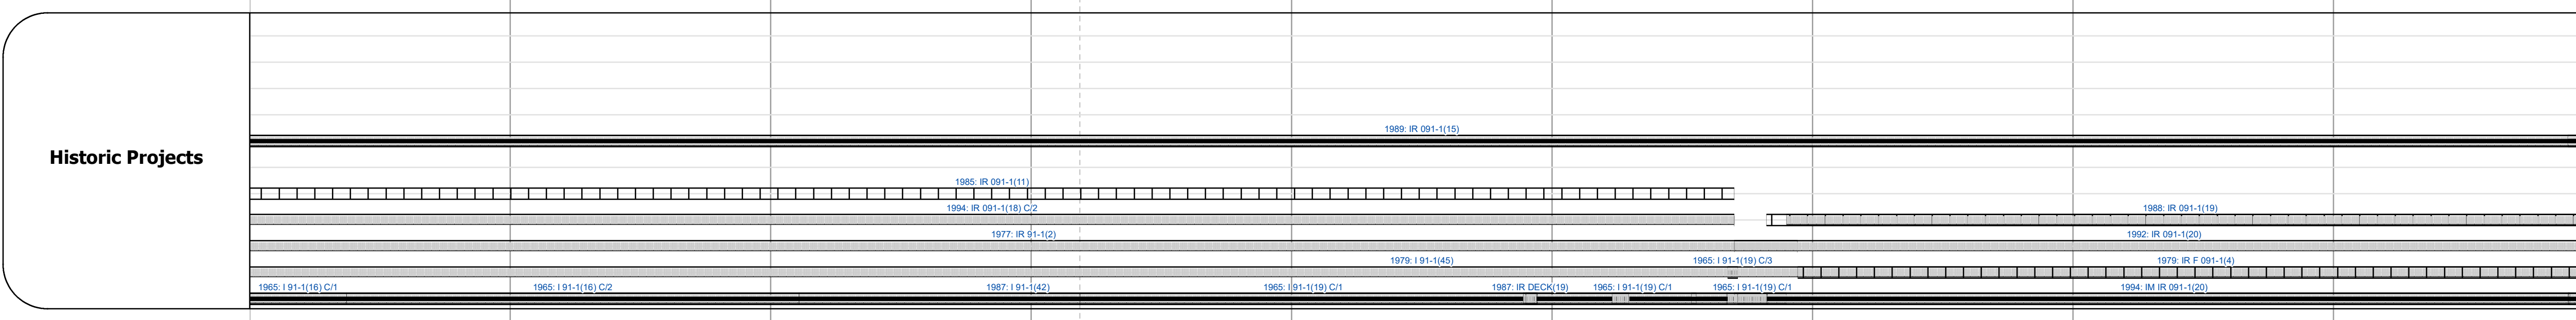 1989: IR 091-1(15)
Historic Projects
1985: IR 091-1(11)
1994: IR 091-1(18) C/2
1988: IR 091-1(19)
1977: IR 91-1(2)
1992: IR 091-1(20)
1979: I 91-1(45)
1965: I 91-1(19) C/3
1979: IR F 091-1(4)
1965: I 91-1(16) C/1
1965: I 91-1(16) C/2
1987: I 91-1(42)
1965: I 91-1(19) C/1
1987: IR DECK(19)
1965: I 91-1(19) C/1
1965: I 91-1(19) C/1
1994: IM IR 091-1(20)